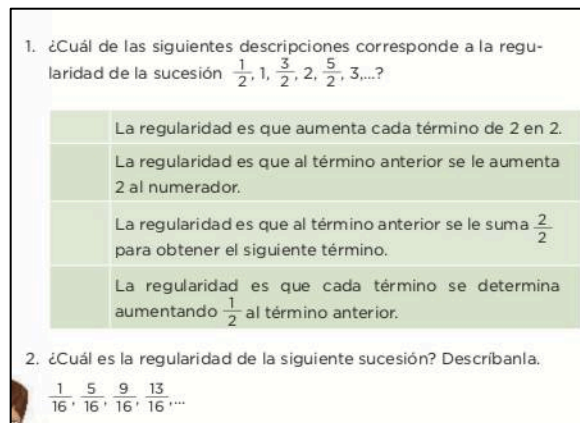 1. ¿Cuál de las siguientes descripciones corresponde a la regu-
laridad de la sucesión 1/2, 1, 3/2, 2, 5/2, 3,...?
La regularidad es que aumenta cada término de 2 en 2.
La regularidad es que al término anterior se le aumenta
2 al numerador.
La regularidad es que al término anterior se le suma 2/2
para obtener el siguiente término.
La regularidad es que cada término se determina
aumentando 1/2 al término anterior.
2. ¿Cuál es la regularidad de la siguiente sucesión? Descríbanla.
1/16, 5/16, 9/16, 13/16,...